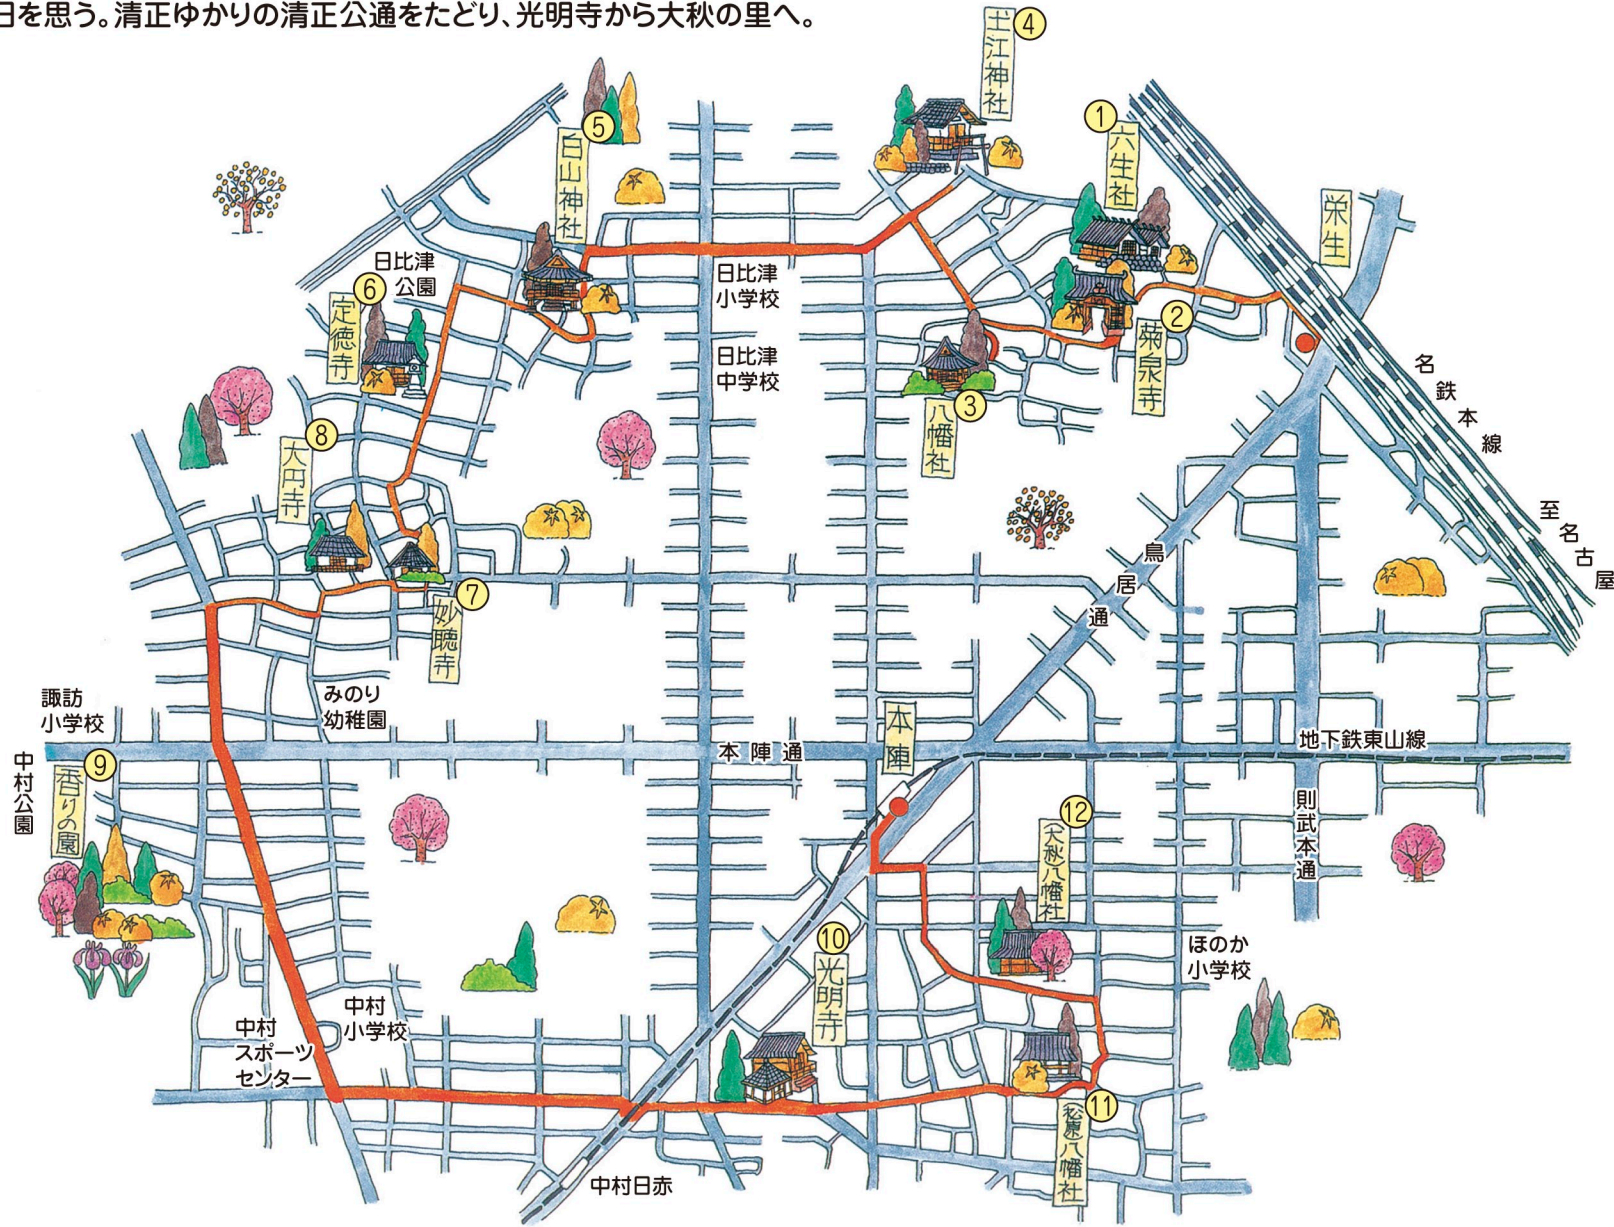 日を思う。清正ゆかりの清正公通をたどり、光明寺から大秋の里へ。
④
土江神社
①
六生社
⑤
白山神社
栄生
⑥
日比津
公園
定徳寺
日比津
小学校
日比津
中学校
②
菊泉寺
③
八幡社
名鉄本線
至名古屋
⑧
大円寺
鳥居通
⑦
妙聴寺
諏訪
小学校
みのり
幼稚園
本陣
本陣通
地下鉄東山線
中村公園
⑨
香りの園
則武本通
⑫
(大秋)八幡社
⑩
光明寺
ほのか
小学校
中村
小学校
中村
スポーツ
センター
⑪
(松原)八幡社
中村日赤